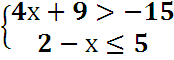 4x + 9 > −15
2 − x ≤ 5